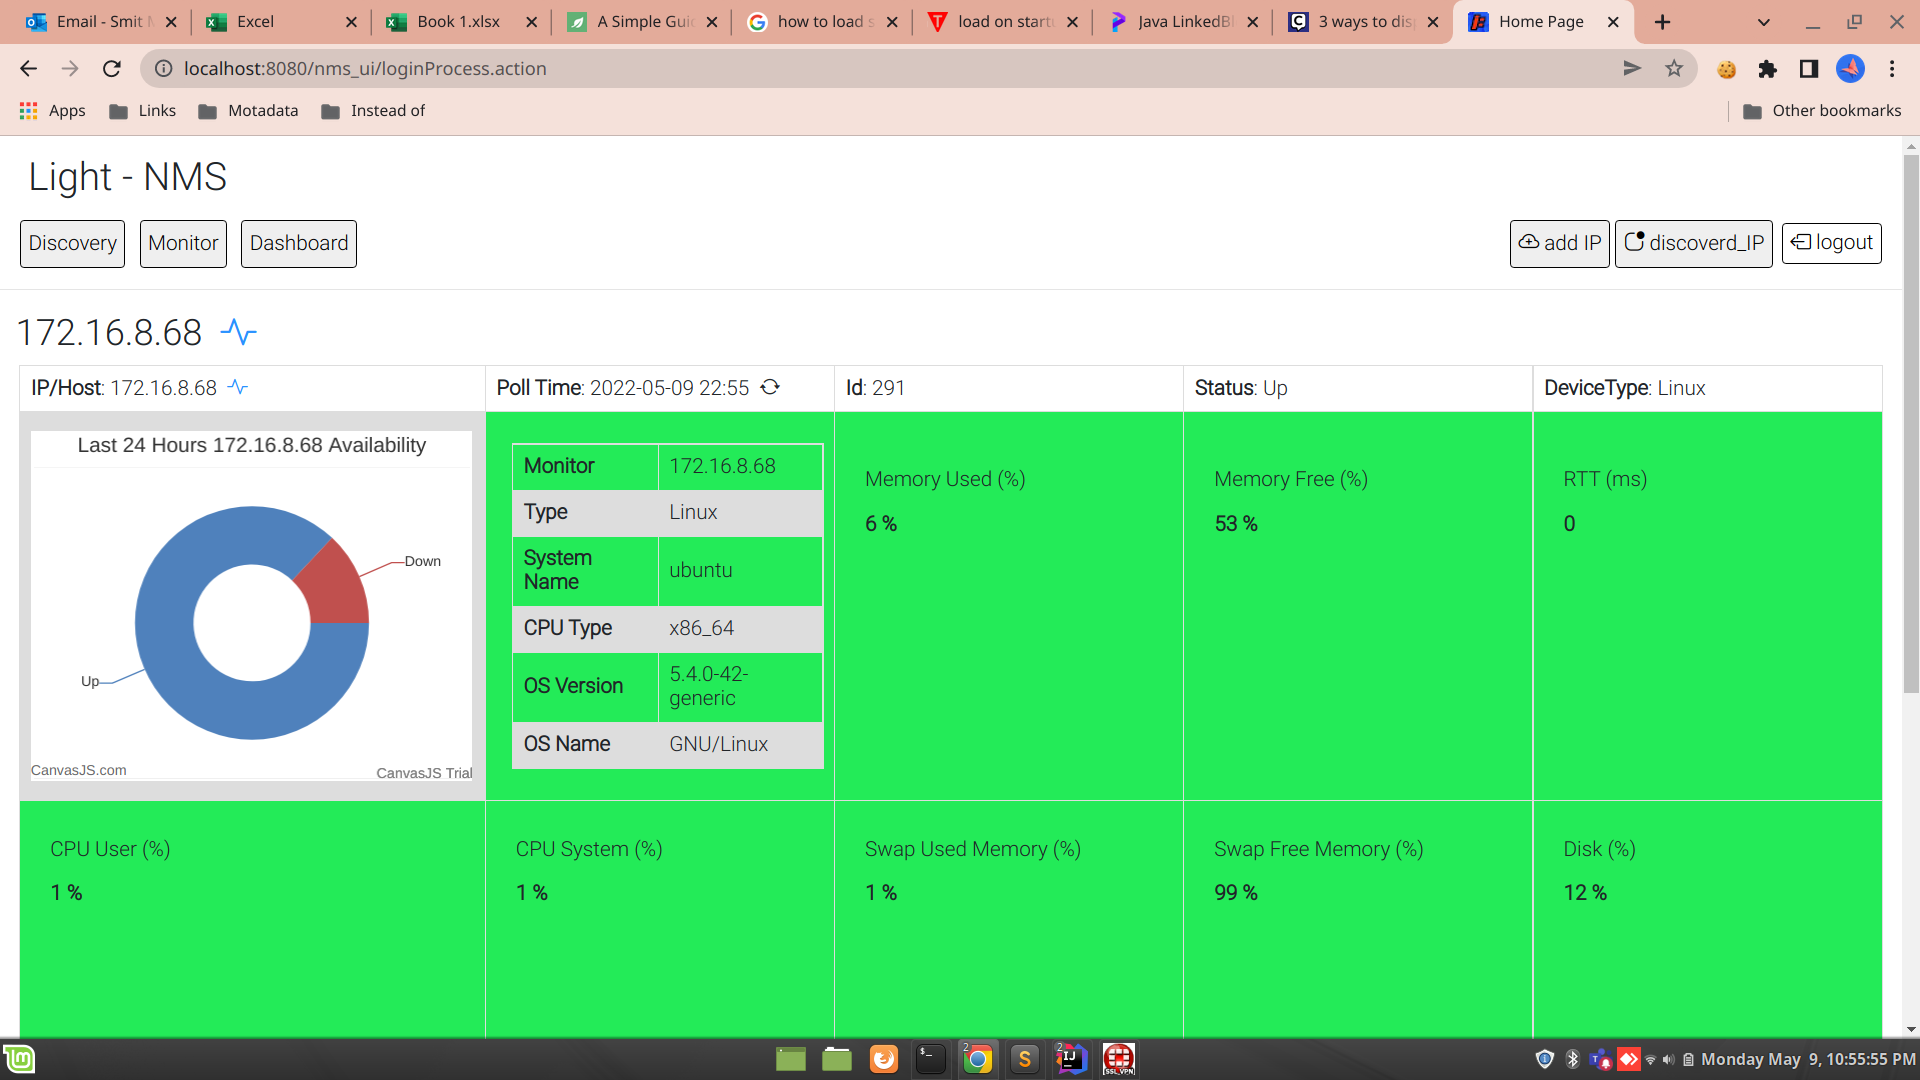 Email - Smit M
Excel
Book 1.xlsx
A Simple Gui
how to load s
load on start
Java LinkedBl
3 ways to disp
Home Page
localhost:8080/nms_ui/loginProcess.action
Apps
Links
Motadata
Instead of
Other bookmarks
Light - NMS
Discovery
Monitor
Dashboard
add IP
discoverd_IP
logout
172.16.8.68
IP/Host: 172.16.8.68
Poll Time: 2022-05-09 22:55
Id: 291
Status: Up
DeviceType: Linux
Last 24 Hours 172.16.8.68 Availability
Down
Up
CanvasJS.com
CanvasJS Trial
Monitor 172.16.8.68
Type Linux
System
Name
ubuntu
CPU Type x86_64
OS Version
5.4.0-42-
generic
OS Name GNU/Linux
Memory Used (%)
6 %
Memory Free (%)
53 %
RTT (ms)
0
CPU User (%)
1 %
CPU System (%)
1 %
Swap Used Memory (%)
1 %
Swap Free Memory (%)
99 %
Disk (%)
12 %
2
2
IJ
S
SSL VPN
Monday May 9, 10:55:55 PM